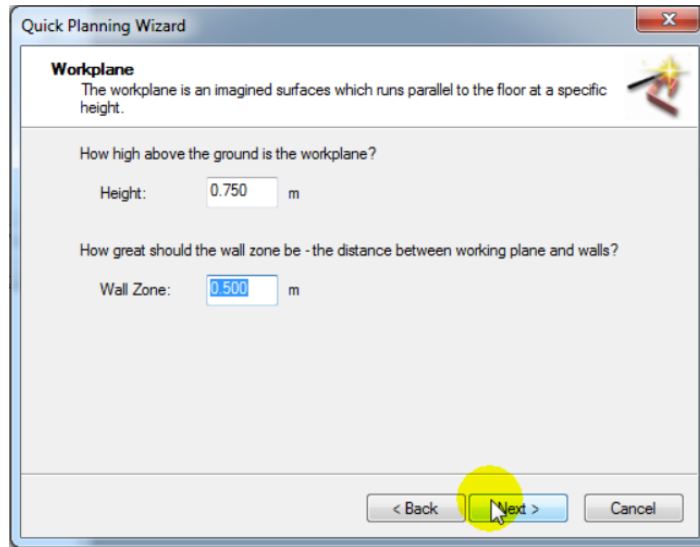 Quick Planning Wizard
Workplane
The workplane is an imagined surfaces which runs parallel to the floor at a specific
height.
How high above the ground is the workplane?
Height: 0.750 m
How great should the wall zone be - the distance between working plane and walls?
Wall Zone: 0.500 m
< Back Next > Cancel